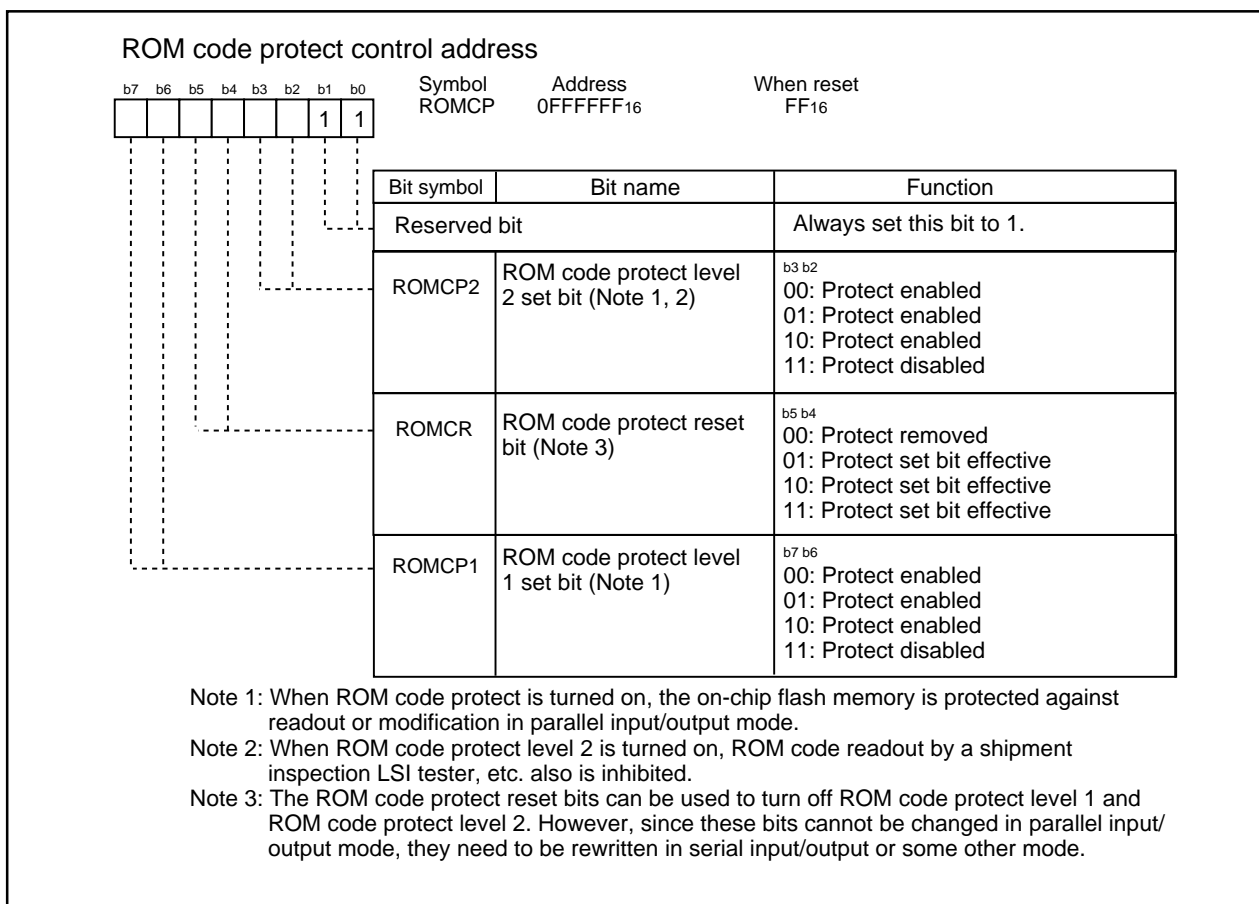 ROM code protect control address
b7 b6 b5 b4 b3 b2 b1 b0
1 1
Symbol Address When reset
ROMCP 0FFFFFF16 FF16
Bit symbol Bit name Function
Reserved bit Always set this bit to 1.
ROMCP2
ROM code protect level
2 set bit (Note 1, 2)
b3 b2
00: Protect enabled
01: Protect enabled
10: Protect enabled
11: Protect disabled
ROMCR
ROM code protect reset
bit (Note 3)
b5 b4
00: Protect removed
01: Protect set bit effective
10: Protect set bit effective
11: Protect set bit effective
ROMCP1
ROM code protect level
1 set bit (Note 1)
b7 b6
00: Protect enabled
01: Protect enabled
10: Protect enabled
11: Protect disabled
Note 1: When ROM code protect is turned on, the on-chip flash memory is protected against
readout or modification in parallel input/output mode.
Note 2: When ROM code protect level 2 is turned on, ROM code readout by a shipment
inspection LSI tester, etc. also is inhibited.
Note 3: The ROM code protect reset bits can be used to turn off ROM code protect level 1 and
ROM code protect level 2. However, since these bits cannot be changed in parallel input/
output mode, they need to be rewritten in serial input/output or some other mode.